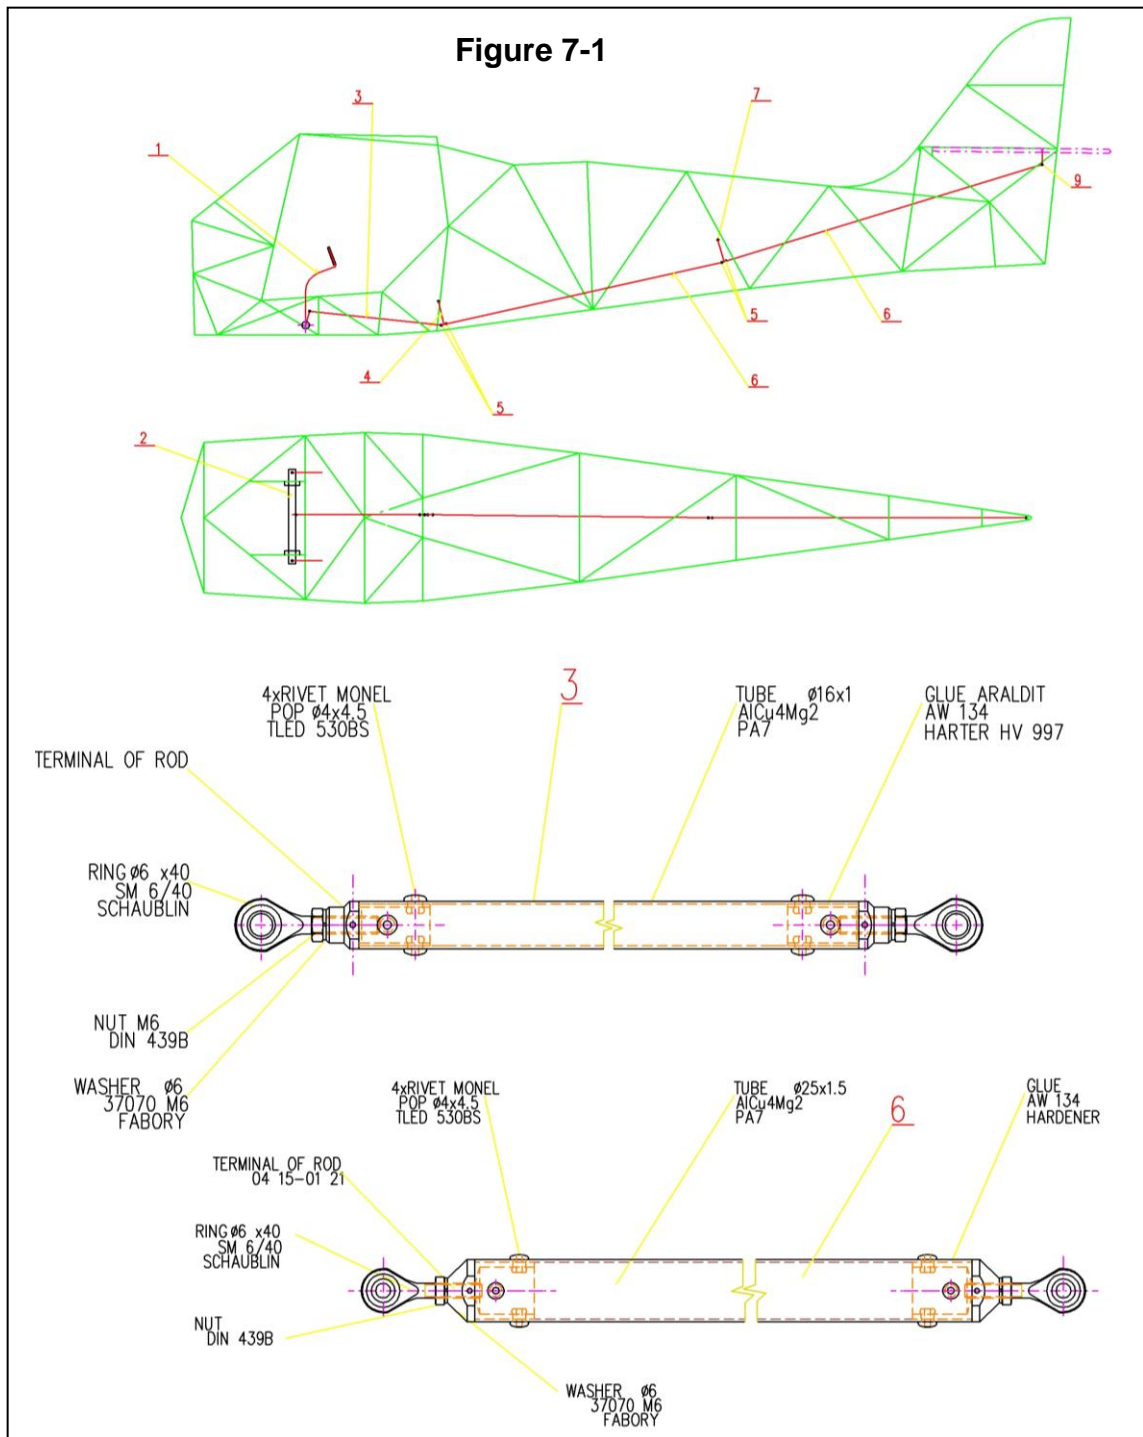 Figure 7-1
3
7
1
9
5
6
4
6
5
2
4xRIVET MONEL
POP ø4x4.5
TLED 530BS
3
TUBE ø16x1
AlCu4Mg2
PA7
GLUE ARALDIT
AW 134
HARTER HV 997
TERMINAL OF ROD
RING ø6 x40
SM 6/40
SCHAUBLIN
NUT M6
DIN 439B
WASHER ø6
37070 M6
FABORY
4xRIVET MONEL
POP ø4x4.5
TLED 530BS
TUBE ø25x1.5
AlCu4Mg2
PA7
6
GLUE
AW 134
HARDENER
TERMINAL OF ROD
04 15-01 21
RING ø6 x40
SM 6/40
SCHAUBLIN
NUT
DIN 439B
WASHER ø6
37070 M6
FABORY